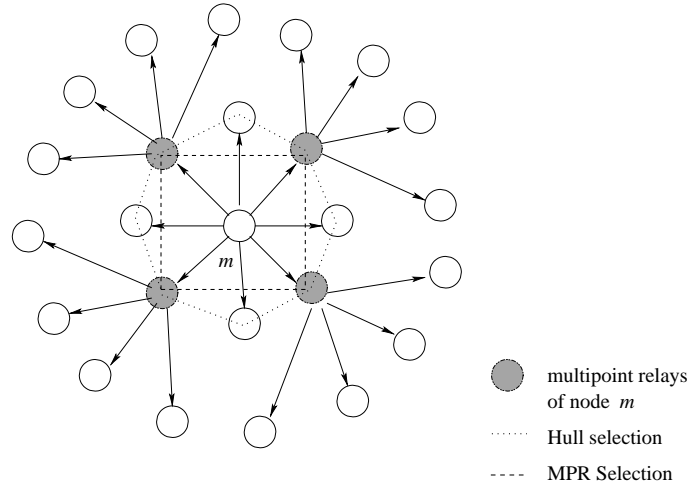 m
multipoint relays
of node m
Hull selection
MPR Selection